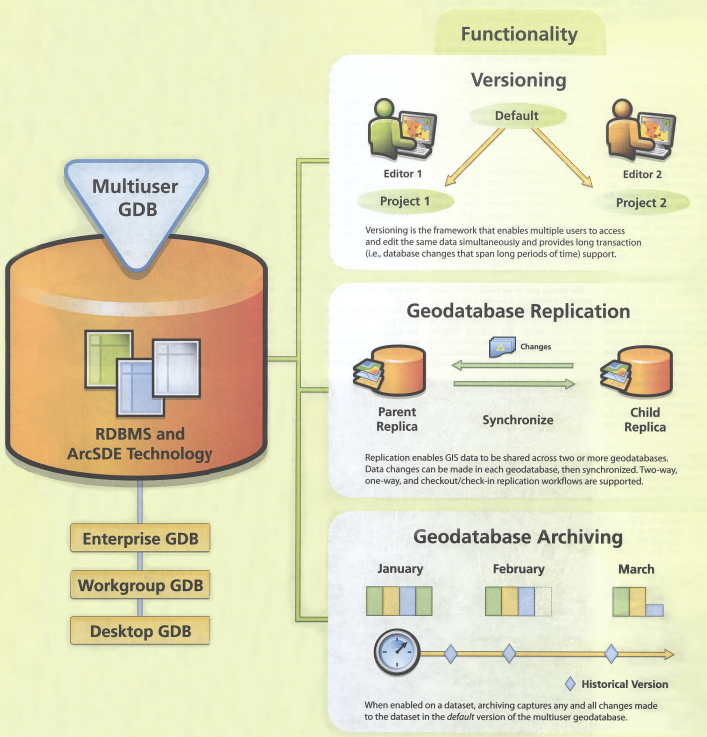 Functionality
Versioning
Default
Editor 1
Editor 2
Project 1
Project 2
Versioning is the framework that enables multiple users to access
and edit the same data simultaneously and provides long transaction
(i.e., database changes that span long periods of time) support.
Multiuser
GDB
RDBMS and
ArcSDE Technology
Enterprise GDB
Workgroup GDB
Desktop GDB
Geodatabase Replication
Changes
Parent
Replica
Synchronize
Child
Replica
Replication enables GIS data to be shared across two or more geodatabases.
Data changes can be made in each geodatabase, then synchronized. Two-way,
one-way, and checkout/check-in replication workflows are supported.
Geodatabase Archiving
January
February
March
Historical Version
When enabled on a dataset, archiving captures any and all changes made
to the dataset in the default version of the multiuser geodatabase.